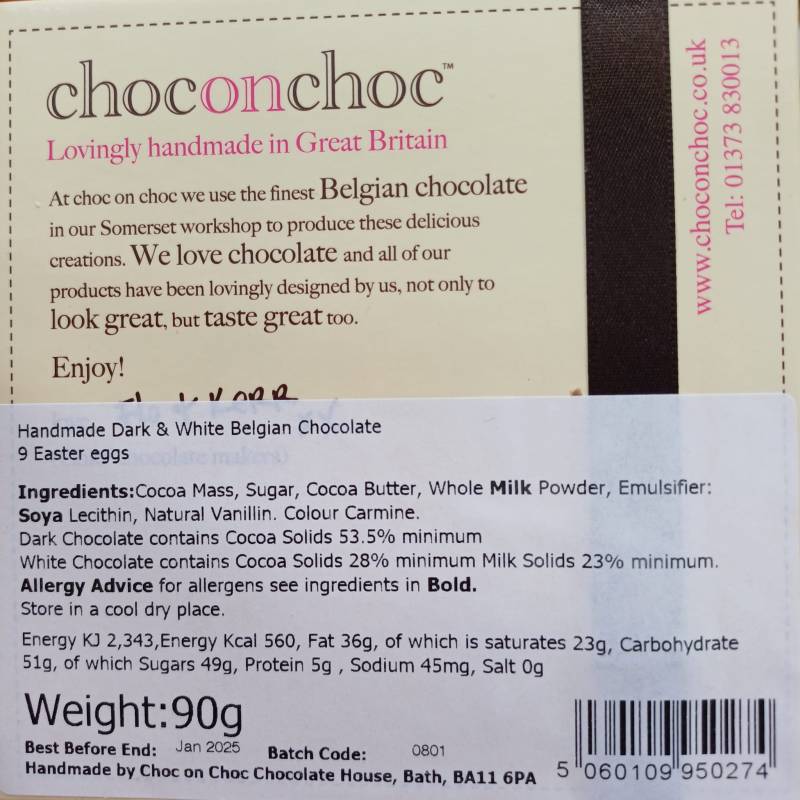 choconchoc™
Lovingly handmade in Great Britain
At choc on choc we use the finest Belgian chocolate
in our Somerset workshop to produce these delicious
creations. We love chocolate and all of our
products have been lovingly designed by us, not only to
look great, but taste great too.
Enjoy!
www.choconchoc.co.uk
Tel: 01373 830013
Handmade Dark & White Belgian Chocolate
9 Easter eggs
Ingredients:Cocoa Mass, Sugar, Cocoa Butter, Whole Milk Powder, Emulsifier:
Soya Lecithin, Natural Vanillin. Colour Carmine.
Dark Chocolate contains Cocoa Solids 53.5% minimum
White Chocolate contains Cocoa Solids 28% minimum Milk Solids 23% minimum.
Allergy Advice for allergens see ingredients in Bold.
Store in a cool dry place.
Energy KJ 2,343,Energy Kcal 560, Fat 36g, of which is saturates 23g, Carbohydrate
51g, of which Sugars 49g, Protein 5g , Sodium 45mg, Salt 0g
Weight:90g
Best Before End: Jan 2025 Batch Code: 0801
Handmade by Choc on Choc Chocolate House, Bath, BA11 6PA
5 060109 950274